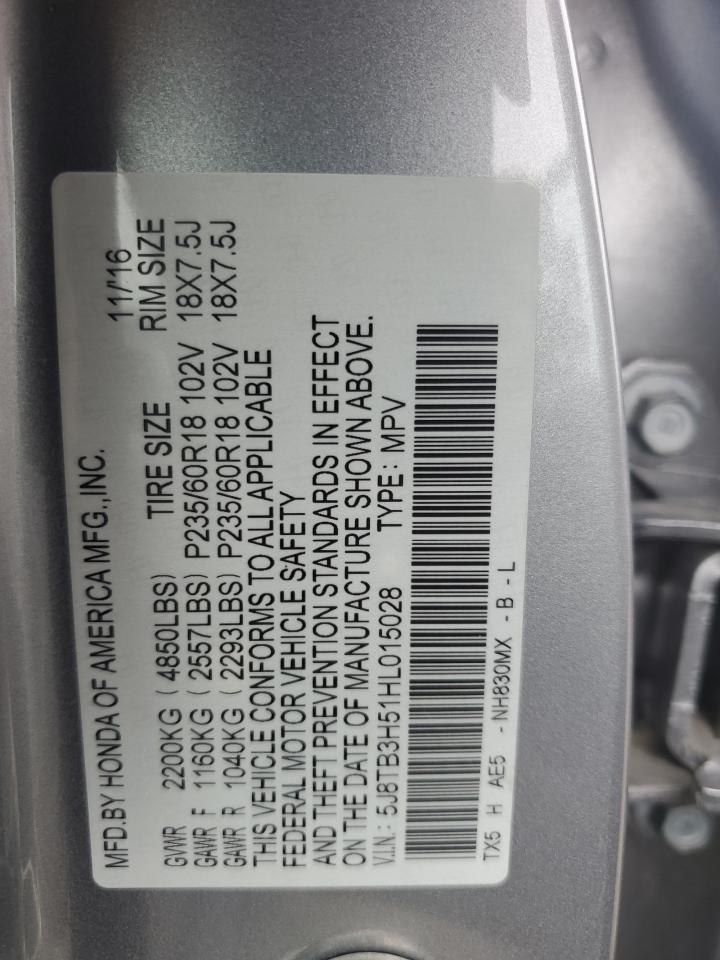 MFD. BY HONDA OF AMERICA MFG., INC. 11/'16
GVWR 2200KG ( 4850LBS) TIRE SIZE RIM SIZE
GAWR F 1160KG ( 2557LBS) P235/60R18 102V 18X7.5J
GAWR R 1040KG ( 2293LBS) P235/60R18 102V 18X7.5J
THIS VEHICLE CONFORMS TO ALL APPLICABLE
FEDERAL MOTOR VEHICLE SAFETY
AND THEFT PREVENTION STANDARDS IN EFFECT
ON THE DATE OF MANUFACTURE SHOWN ABOVE.
V.I.N.: 5J8TB3H51HL015028 TYPE: MPV
TX5 H AE5 - NH830MX - B - L